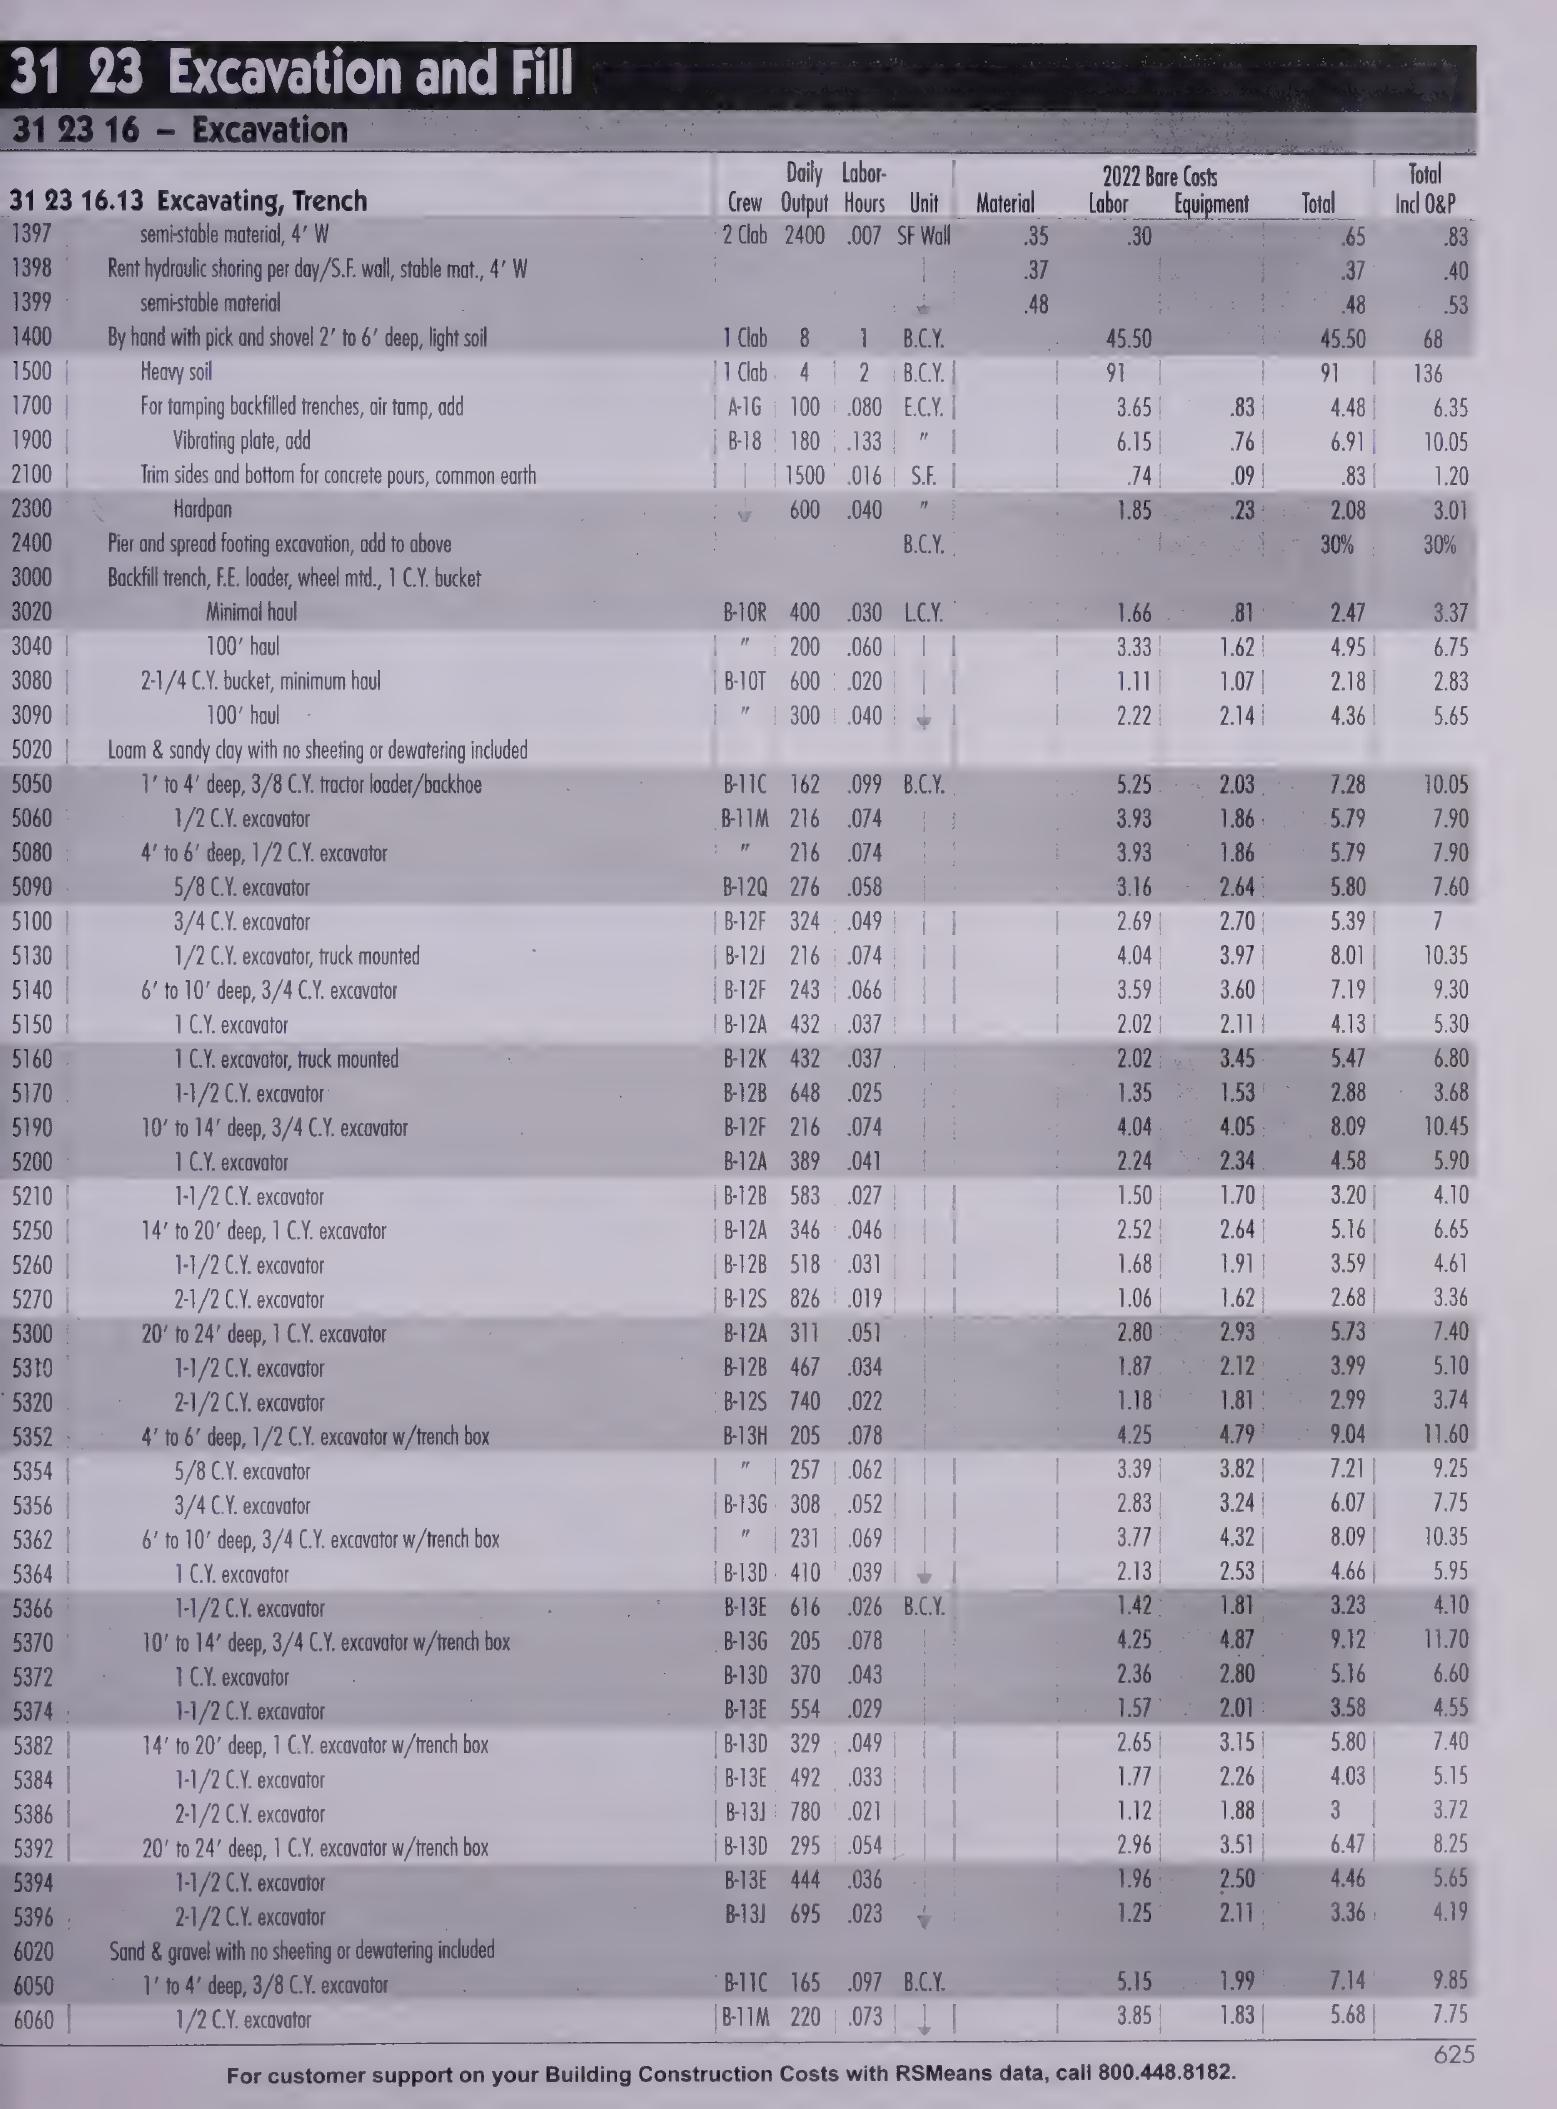 31 23 Excavation and Fill
31 23 16 – Excavation
Daily Labor- 2022 Bare Costs Total
31 23 16.13 Excavating, Trench Crew Output Hours Unit Material Labor Equipment Total Incl O&P
1397 semi-stable material, 4' W 2 Clab 2400 .007 SF Wall .35 .30 .65 .83
1398 Rent hydraulic shoring per day/S.F. wall, stable mat., 4' W .37 .37 .40
1399 semi-stable material .48 .48 .53
1400 By hand with pick and shovel 2' to 6' deep, light soil 1 Clab 8 1 B.C.Y. 45.50 45.50 68
1500 Heavy soil 1 Clab 4 2 B.C.Y. 91 91 136
1700 For tamping backfilled trenches, air tamp, add A-1G 100 .080 E.C.Y. 3.65 .83 4.48 6.35
1900 Vibrating plate, add B-18 180 .133 " 6.15 .76 6.91 10.05
2100 Trim sides and bottom for concrete pours, common earth 1500 .016 S.F. .74 .09 .83 1.20
2300 Hardpan 600 .040 " 1.85 .23 2.08 3.01
2400 Pier and spread footing excavation, add to above B.C.Y. 30% 30%
3000 Backfill trench, F.E. loader, wheel mtd., 1 C.Y. bucket
3020 Minimal haul B-10R 400 .030 L.C.Y. 1.66 .81 2.47 3.37
3040 100' haul " 200 .060 3.33 1.62 4.95 6.75
3080 2-1/4 C.Y. bucket, minimum haul B-10T 600 .020 1.11 1.07 2.18 2.83
3090 100' haul " 300 .040 2.22 2.14 4.36 5.65
5020 Loam & sandy clay with no sheeting or dewatering included
5050 1' to 4' deep, 3/8 C.Y. tractor loader/backhoe B-11C 162 .099 B.C.Y. 5.25 2.03 7.28 10.05
5060 1/2 C.Y. excavator B-11M 216 .074 3.93 1.86 5.79 7.90
5080 4' to 6' deep, 1/2 C.Y. excavator " 216 .074 3.93 1.86 5.79 7.90
5090 5/8 C.Y. excavator B-12Q 276 .058 3.16 2.64 5.80 7.60
5100 3/4 C.Y. excavator B-12F 324 .049 2.69 2.70 5.39 7
5130 1/2 C.Y. excavator, truck mounted B-12J 216 .074 4.04 3.97 8.01 10.35
5140 6' to 10' deep, 3/4 C.Y. excavator B-12F 243 .066 3.59 3.60 7.19 9.30
5150 1 C.Y. excavator B-12A 432 .037 2.02 2.11 4.13 5.30
5160 1 C.Y. excavator, truck mounted B-12K 432 .037 2.02 3.45 5.47 6.80
5170 1-1/2 C.Y. excavator B-12B 648 .025 1.35 1.53 2.88 3.68
5190 10' to 14' deep, 3/4 C.Y. excavator B-12F 216 .074 4.04 4.05 8.09 10.45
5200 1 C.Y. excavator B-12A 389 .041 2.24 2.34 4.58 5.90
5210 1-1/2 C.Y. excavator B-12B 583 .027 1.50 1.70 3.20 4.10
5250 14' to 20' deep, 1 C.Y. excavator B-12A 346 .046 2.52 2.64 5.16 6.65
5260 1-1/2 C.Y. excavator B-12B 518 .031 1.68 1.91 3.59 4.61
5270 2-1/2 C.Y. excavator B-12S 826 .019 1.06 1.62 2.68 3.36
5300 20' to 24' deep, 1 C.Y. excavator B-12A 311 .051 2.80 2.93 5.73 7.40
5310 1-1/2 C.Y. excavator B-12B 467 .034 1.87 2.12 3.99 5.10
5320 2-1/2 C.Y. excavator B-12S 740 .022 1.18 1.81 2.99 3.74
5352 4' to 6' deep, 1/2 C.Y. excavator w/trench box B-13H 205 .078 4.25 4.79 9.04 11.60
5354 5/8 C.Y. excavator " 257 .062 3.39 3.82 7.21 9.25
5356 3/4 C.Y. excavator B-13G 308 .052 2.83 3.24 6.07 7.75
5362 6' to 10' deep, 3/4 C.Y. excavator w/trench box " 231 .069 3.77 4.32 8.09 10.35
5364 1 C.Y. excavator B-13D 410 .039 2.13 2.53 4.66 5.95
5366 1-1/2 C.Y. excavator B-13E 616 .026 B.C.Y. 1.42 1.81 3.23 4.10
5370 10' to 14' deep, 3/4 C.Y. excavator w/trench box B-13G 205 .078 4.25 4.87 9.12 11.70
5372 1 C.Y. excavator B-13D 370 .043 2.36 2.80 5.16 6.60
5374 1-1/2 C.Y. excavator B-13E 554 .029 1.57 2.01 3.58 4.55
5382 14' to 20' deep, 1 C.Y. excavator w/trench box B-13D 329 .049 2.65 3.15 5.80 7.40
5384 1-1/2 C.Y. excavator B-13E 492 .033 1.77 2.26 4.03 5.15
5386 2-1/2 C.Y. excavator B-13J 780 .021 1.12 1.88 3 3.72
5392 20' to 24' deep, 1 C.Y. excavator w/trench box B-13D 295 .054 2.96 3.51 6.47 8.25
5394 1-1/2 C.Y. excavator B-13E 444 .036 1.96 2.50 4.46 5.65
5396 2-1/2 C.Y. excavator B-13J 695 .023 1.25 2.11 3.36 4.19
6020 Sand & gravel with no sheeting or dewatering included
6050 1' to 4' deep, 3/8 C.Y. excavator B-11C 165 .097 B.C.Y. 5.15 1.99 7.14 9.85
6060 1/2 C.Y. excavator B-11M 220 .073 3.85 1.83 5.68 7.75
For customer support on your Building Construction Costs with RSMeans data, call 800.448.8182.
625